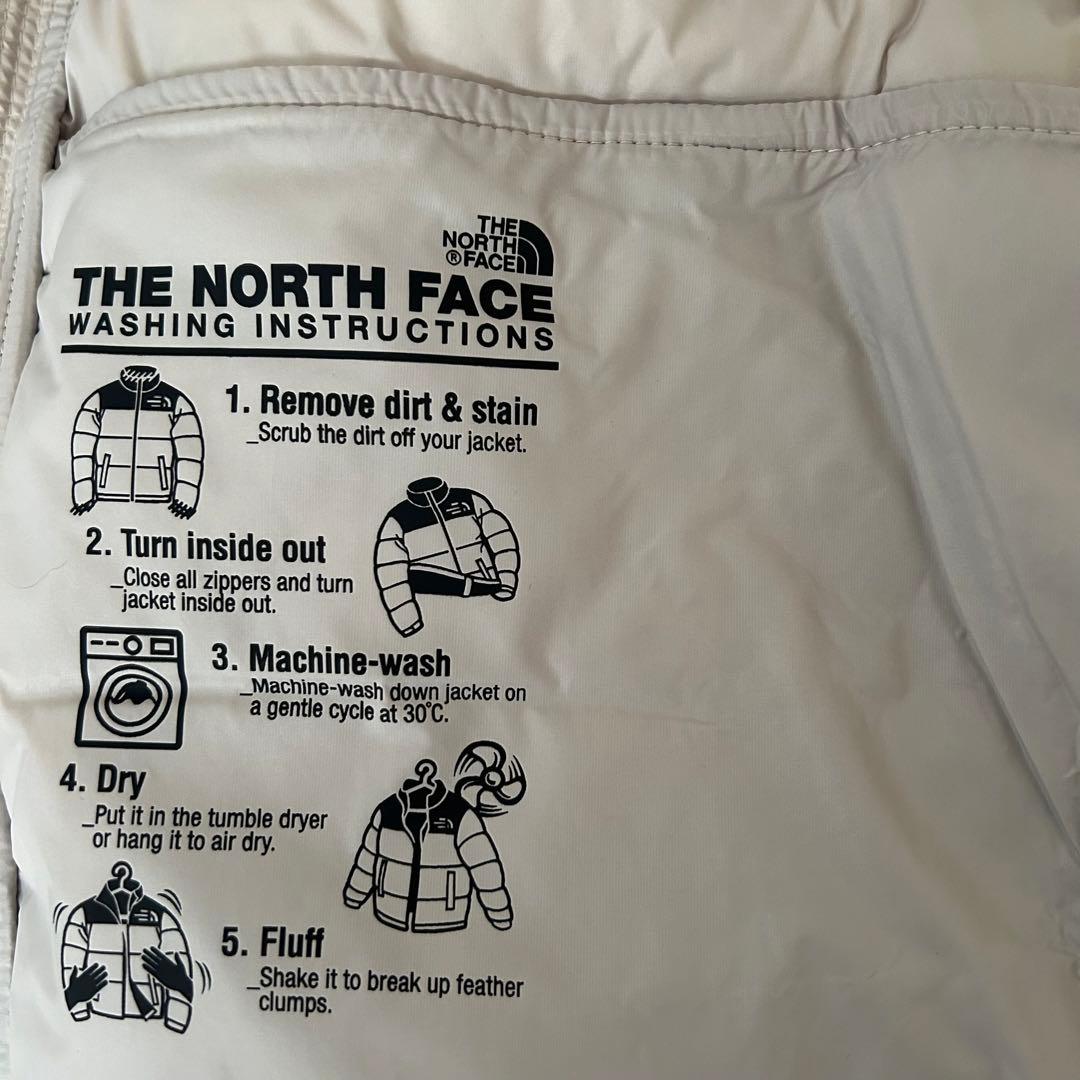 THE
NORTH
®FACE
THE NORTH FACE
WASHING INSTRUCTIONS
1. Remove dirt & stain
_Scrub the dirt off your jacket.
2. Turn inside out
_Close all zippers and turn
jacket inside out.
3. Machine-wash
_Machine-wash down jacket on
a gentle cycle at 30℃.
4. Dry
_Put it in the tumble dryer
or hang it to air dry.
5. Fluff
_Shake it to break up feather
clumps.